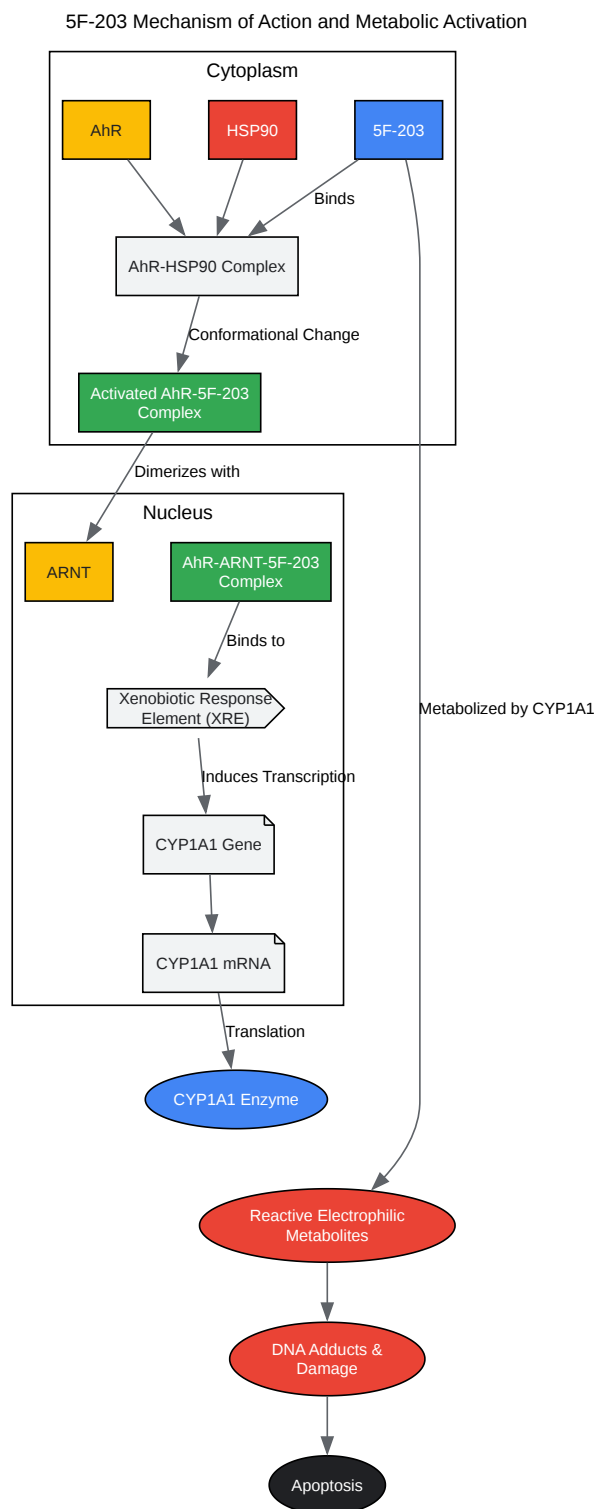 5F-203 Mechanism of Action and Metabolic Activation
Cytoplasm
AhR
HSP90
5F-203
Binds
AhR-HSP90 Complex
Conformational Change
Activated AhR-5F-203
Complex
Dimerizes with
Nucleus
ARNT
AhR-ARNT-5F-203
Complex
Binds to
Xenobiotic Response
Element (XRE)
Metabolized by CYP1A1
Induces Transcription
CYP1A1 Gene
CYP1A1 mRNA
Translation
CYP1A1 Enzyme
Reactive Electrophilic
Metabolites
DNA Adducts &
Damage
Apoptosis